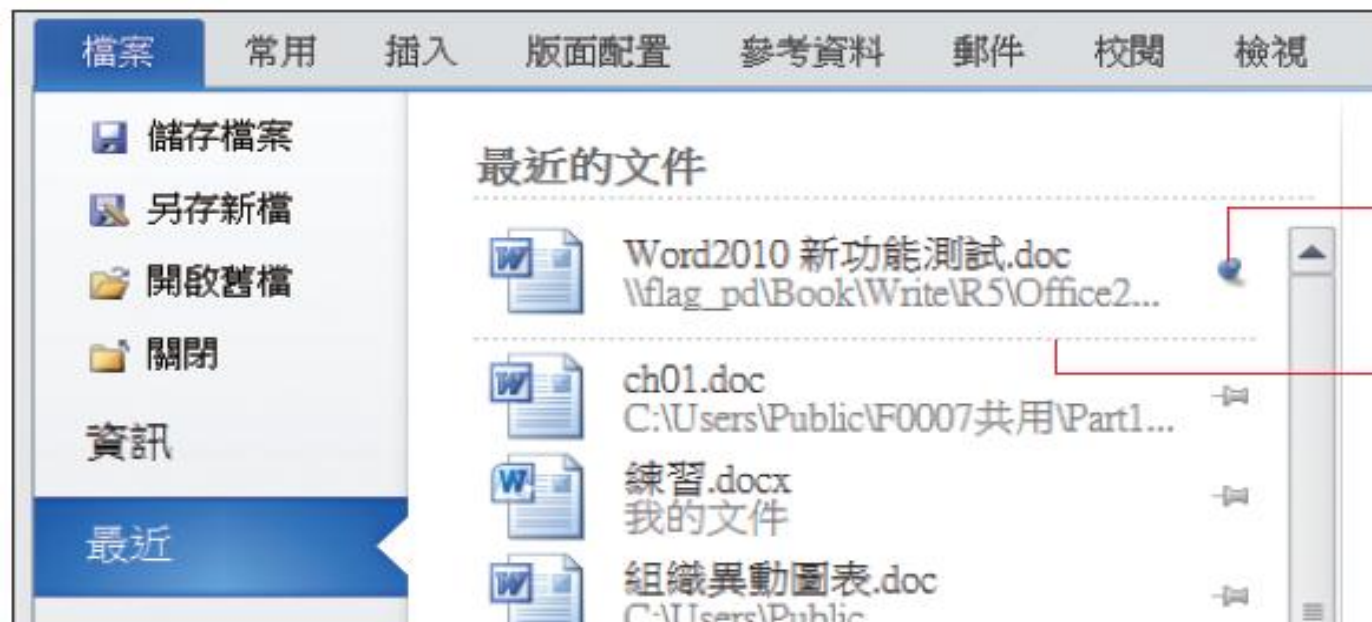 檔案 常用 插入 版面配置 參考資料 郵件 校閱 檢視
儲存檔案
另存新檔
開啟舊檔
關閉
資訊
最近
最近的文件
Word2010 新功能測試.doc
\\flag_pd\Book\Write\R5\Office2...
ch01.doc
C:\Users\Public\F0007共用\Part1...
練習.docx
我的文件
組織異動圖表.doc
C:\Users\Public